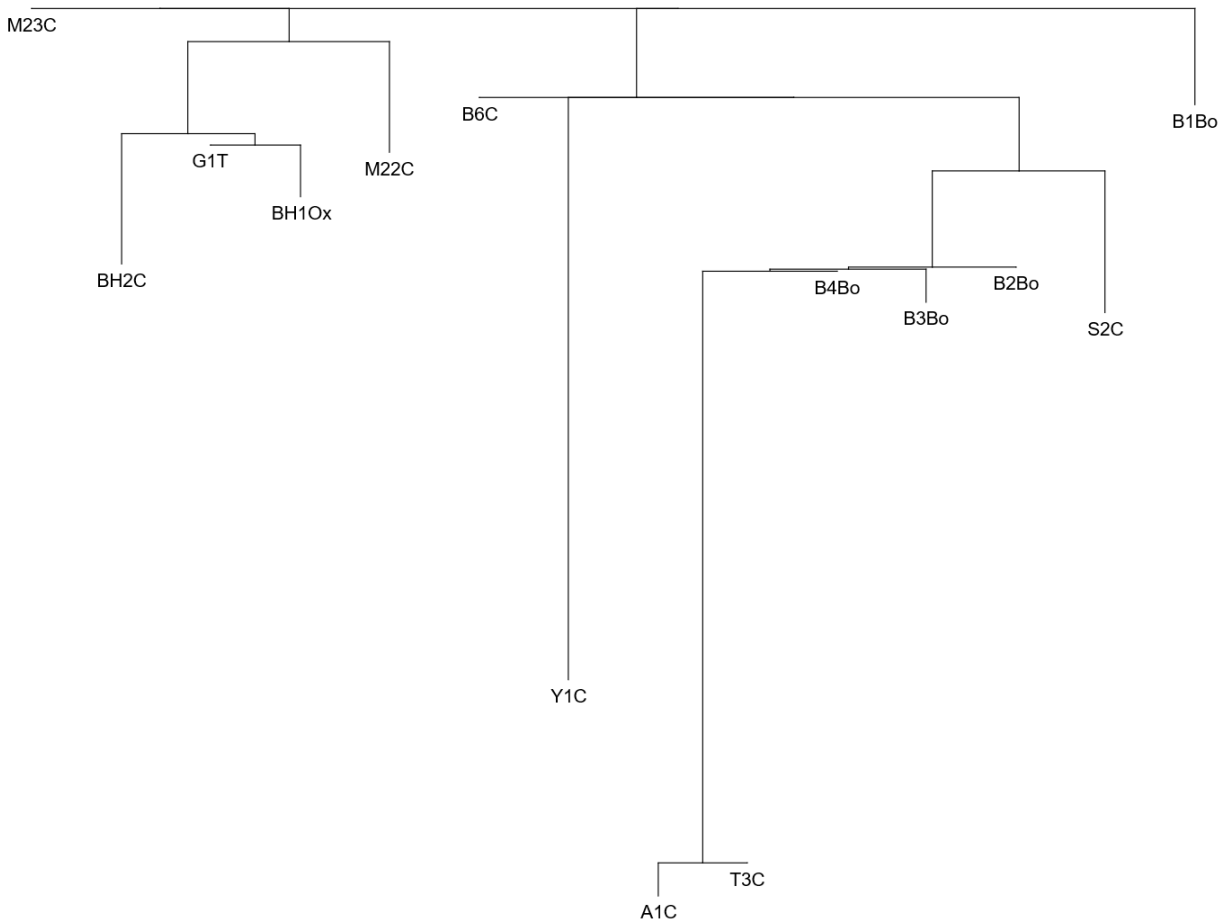 M23C
B6C
B1Bo
G1T
M22C
BH1Ox
BH2C
B4Bo
B2Bo
B3Bo
S2C
Y1C
T3C
A1C